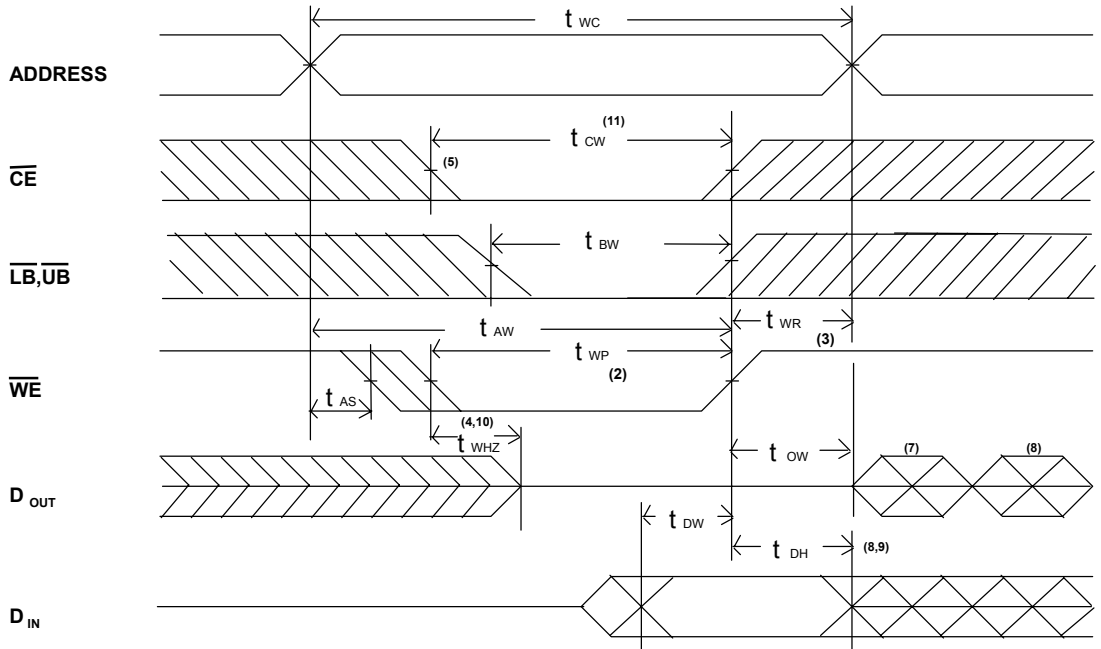 t WC
ADDRESS
t CW (11)
CE (5)
t BW
LB,UB
t AW
t WR (3)
t WP (2)
WE
t AS
t WHZ (4,10)
t OW
(7) (8)
D OUT
t DW
t DH (8,9)
D IN